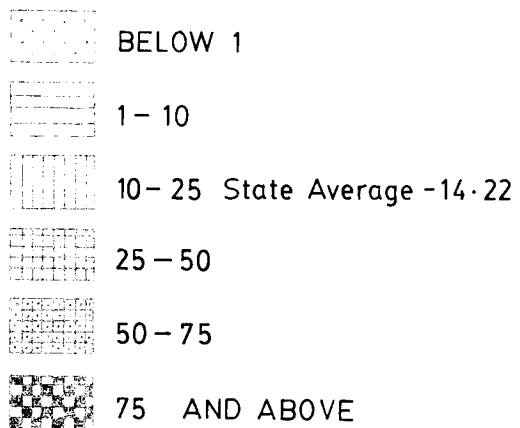 BELOW 1
1 – 10
10 – 25 State Average - 14·22
25 – 50
50 – 75
75 AND ABOVE